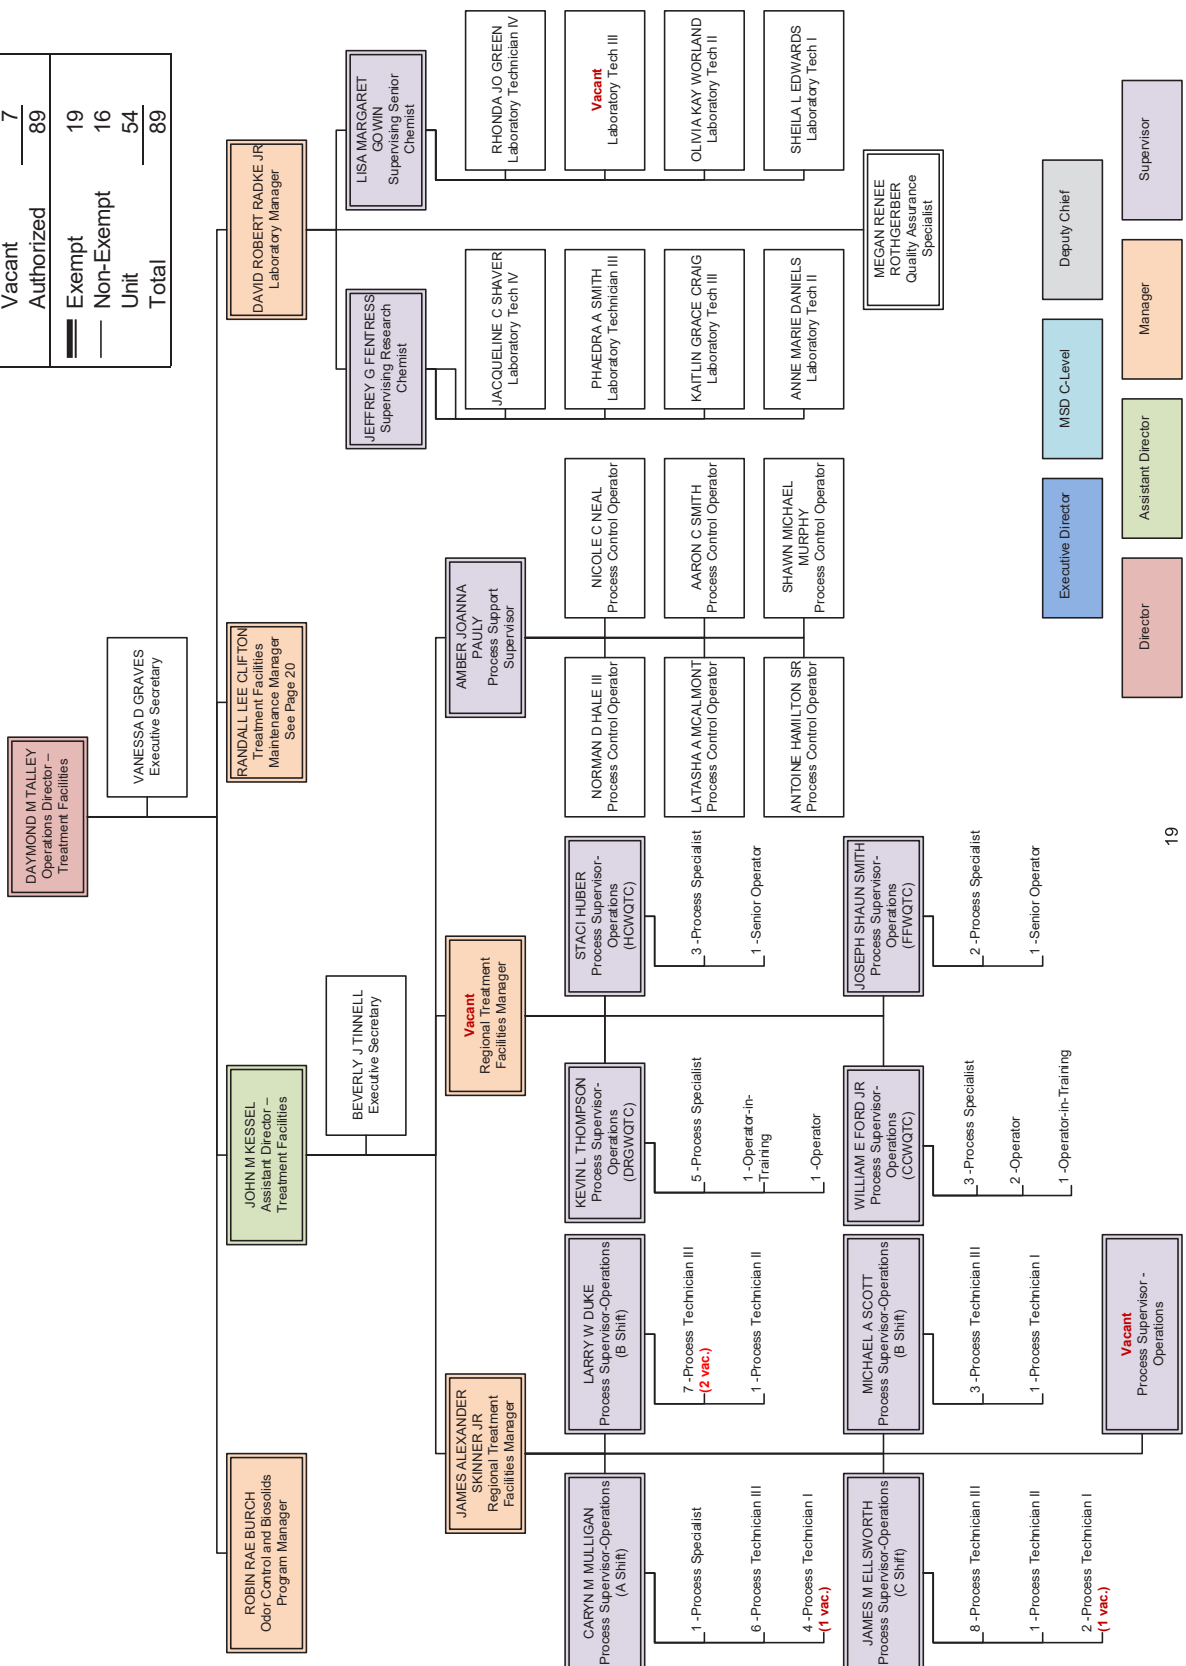 Vacant 7
Authorized 89
Exempt 19
Non-Exempt 16
Unit 54
Total 89
DAYMOND M TALLEY
Operations Director –
Treatment Facilities
VANESSA D GRAVES
Executive Secretary
ROBIN RAE BURCH
Odor Control and Biosolids
Program Manager
JOHN M KESSEL
Assistant Director –
Treatment Facilities
RANDALL LEE CLIFTON
Treatment Facilities
Maintenance Manager
See Page 20
DAVID ROBERT RADKE JR
Laboratory Manager
BEVERLY J TINNELL
Executive Secretary
JEFFREY G FENTRESS
Supervising Research
Chemist
LISA MARGARET
GOWIN
Supervising Senior
Chemist
JAMES ALEXANDER
SKINNER JR
Regional Treatment
Facilities Manager
Vacant
Regional Treatment
Facilities Manager
AMBER JOANNA
PAULY
Process Support
Supervisor
JACQUELINE C SHAVER
Laboratory Tech IV
RHONDA JO GREEN
Laboratory Technician IV
PHAEDRA A SMITH
Laboratory Technician III
Vacant
Laboratory Tech III
KAITLIN GRACE CRAIG
Laboratory Tech III
OLIVIA KAY WORLAND
Laboratory Tech II
ANNE MARIE DANIELS
Laboratory Tech II
SHEILA L EDWARDS
Laboratory Tech I
MEGAN RENEE
ROTHGERBER
Quality Assurance
Specialist
CARYN M MULLIGAN
Process Supervisor-Operations
(A Shift)
1 -Process Specialist
6 -Process Technician III
4 -Process Technician I
(1 vac.)
LARRY W DUKE
Process Supervisor-Operations
(B Shift)
7 -Process Technician III
(2 vac.)
1 -Process Technician II
KEVIN L THOMPSON
Process Supervisor-
Operations
(DRGWQTC)
5 -Process Specialist
1 -Operator-in-
Training
1 -Operator
STACI HUBER
Process Supervisor-
Operations
(HCWQTC)
3 -Process Specialist
1 -Senior Operator
NORMAN D HALE III
Process Control Operator
NICOLE C NEAL
Process Control Operator
LATASHA A MCALMONT
Process Control Operator
AARON C SMITH
Process Control Operator
ANTOINE HAMILTON SR
Process Control Operator
SHAWN MICHAEL
MURPHY
Process Control Operator
JAMES M ELLSWORTH
Process Supervisor-Operations
(C Shift)
8 -Process Technician III
1 -Process Technician II
2 -Process Technician I
(1 vac.)
MICHAEL A SCOTT
Process Supervisor-Operations
(B Shift)
3 -Process Technician III
1 -Process Technician I
WILLIAM E FORD JR
Process Supervisor-
Operations
(CCWQTC)
3 -Process Specialist
2 -Operator
1 -Operator-in-Training
JOSEPH SHAUN SMITH
Process Supervisor-
Operations
(FFWQTC)
2 -Process Specialist
1 -Senior Operator
Vacant
Process Supervisor -
Operations
Executive Director
MSD C-Level
Deputy Chief
Director
Assistant Director
Manager
Supervisor
19